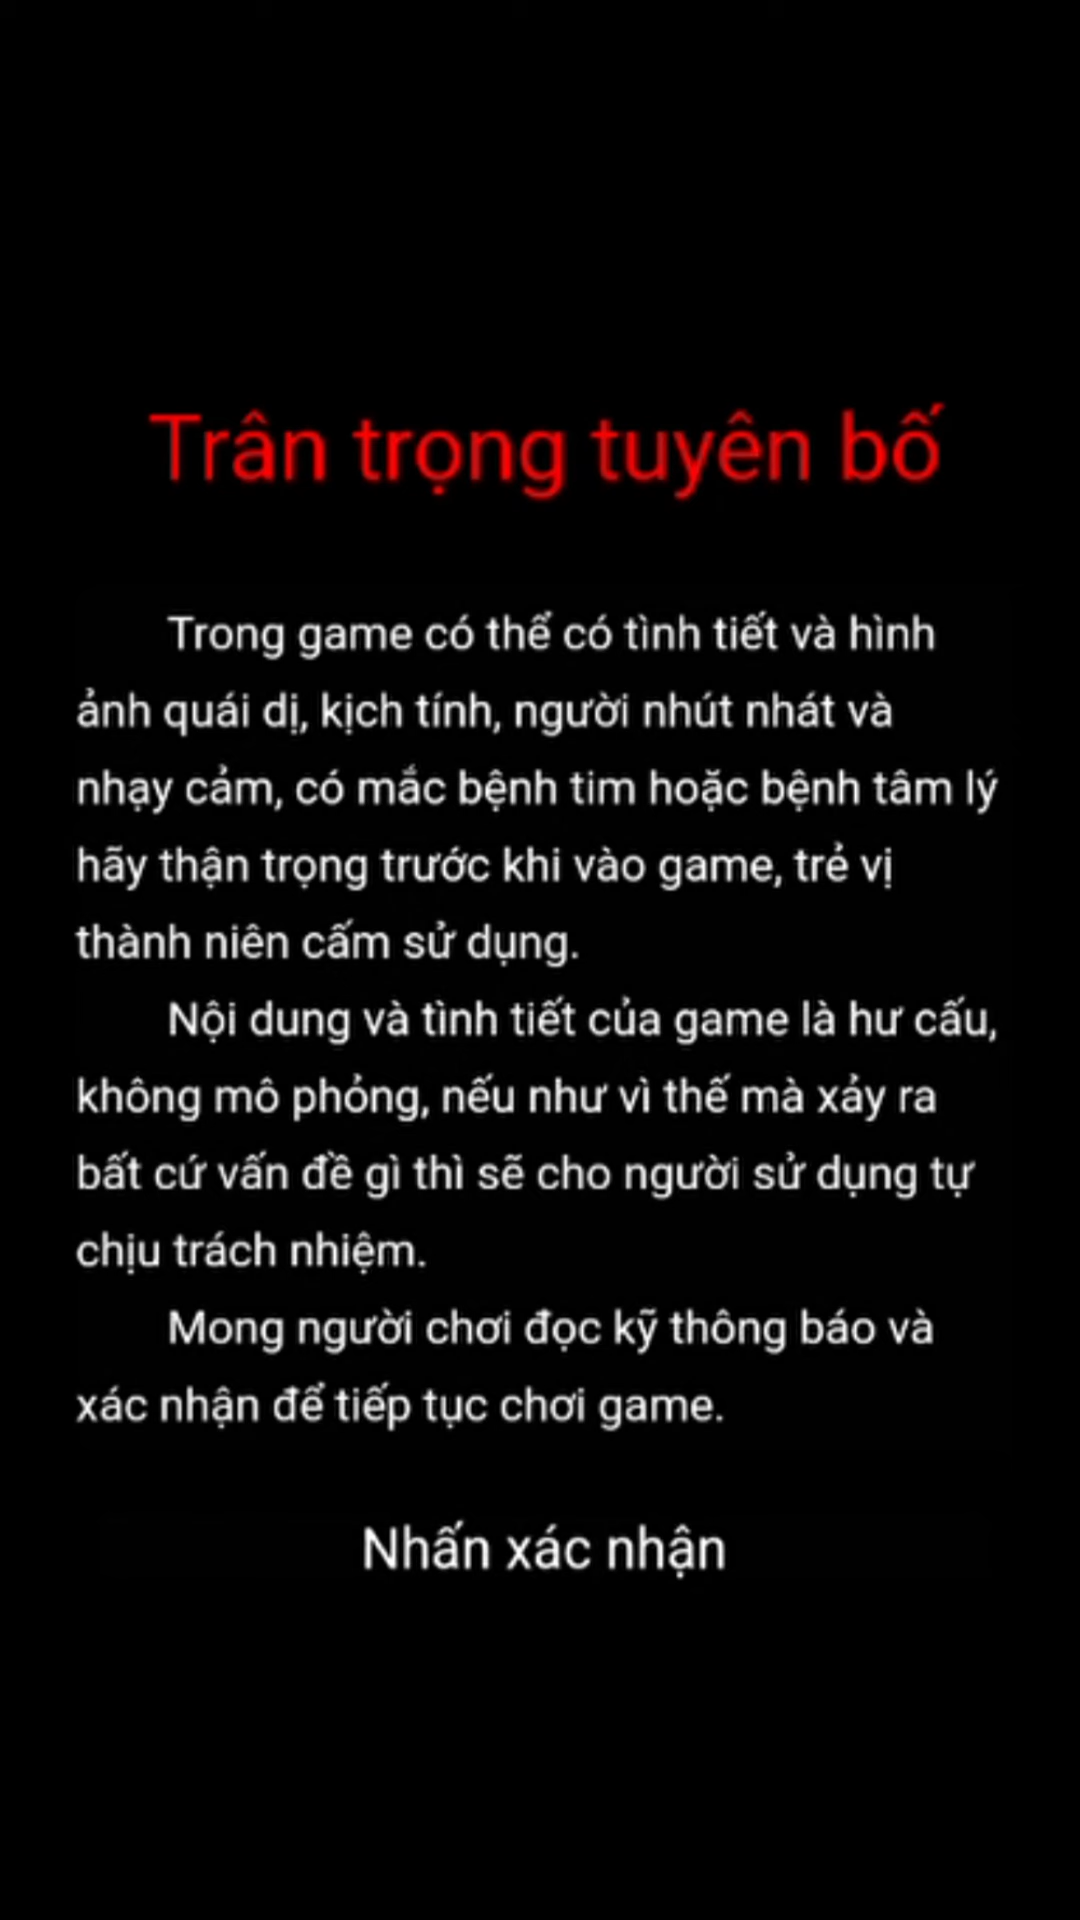 Trân trọng tuyên bố
Trong game có thể có tình tiết và hình
ảnh quái dị, kịch tính, người nhút nhát và
nhạy cảm, có mắc bệnh tim hoặc bệnh tâm lý
hãy thận trọng trước khi vào game, trẻ vị
thành niên cấm sử dụng.
Nội dung và tình tiết của game là hư cấu,
không mô phỏng, nếu như vì thế mà xảy ra
bất cứ vấn đề gì thì sẽ cho người sử dụng tự
chịu trách nhiệm.
Mong người chơi đọc kỹ thông báo và
xác nhận để tiếp tục chơi game.
Nhấn xác nhận